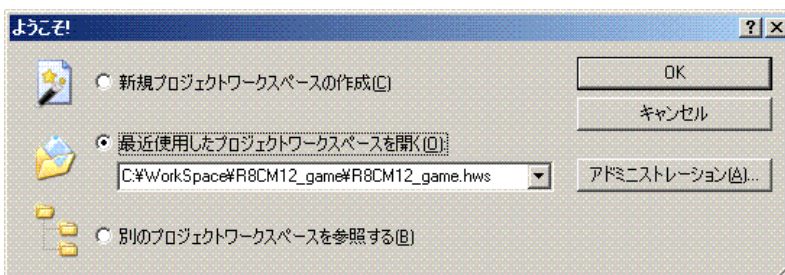 ようこそ!
新規プロジェクトワークスペースの作成(C)
最近使用したプロジェクトワークスペースを開く(O):
C:¥WorkSpace¥R8CM12_game¥R8CM12_game.hws
別のプロジェクトワークスペースを参照する(B)
OK
キャンセル
アドミニストレーション(A)...